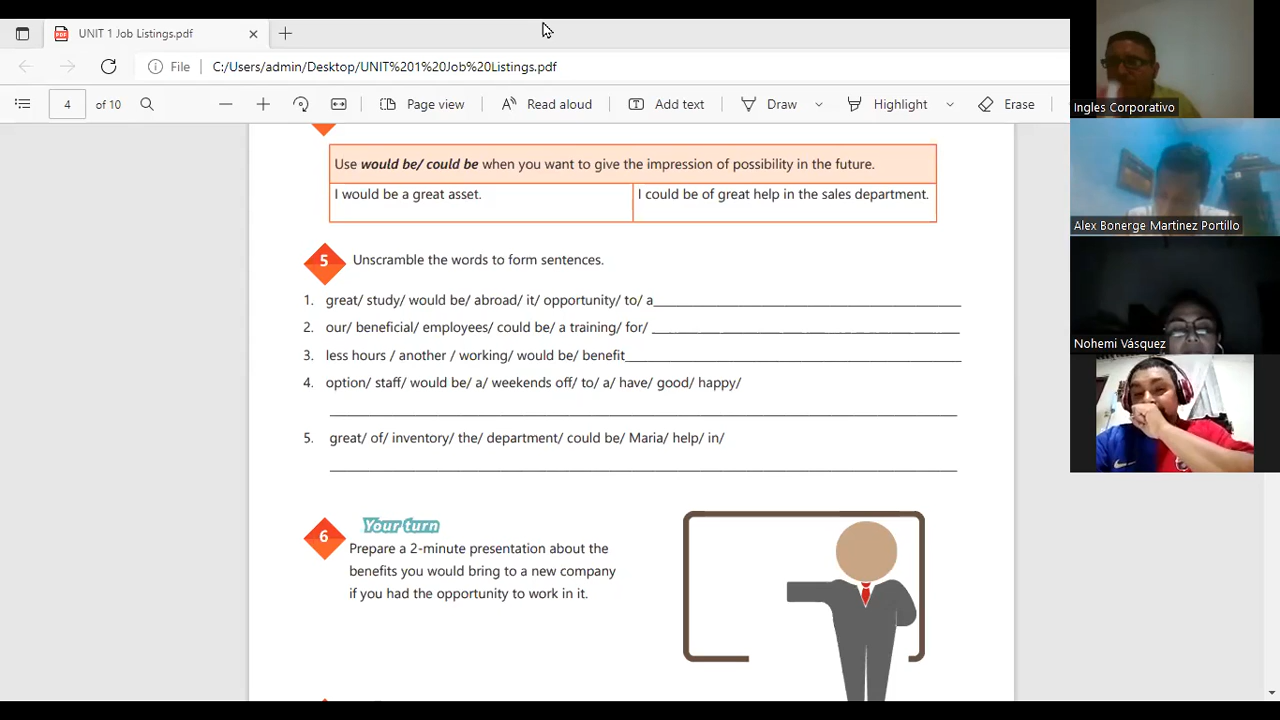 UNIT 1 Job Listings.pdf
File C:/Users/admin/Desktop/UNIT%201%20Job%20Listings.pdf
4 of 10 Page view Read aloud Add text Draw Highlight Erase
Use would be/ could be when you want to give the impression of possibility in the future.
I would be a great asset. I could be of great help in the sales department.
5 Unscramble the words to form sentences.
1. great/ study/ would be/ abroad/ it/ opportunity/ to/ a
2. our/ beneficial/ employees/ could be/ a training/ for/
3. less hours / another / working/ would be/ benefit
4. option/ staff/ would be/ a/ weekends off/ to/ a/ have/ good/ happy/
5. great/ of/ inventory/ the/ department/ could be/ Maria/ help/ in/
6 Your turn
Prepare a 2-minute presentation about the
benefits you would bring to a new company
if you had the opportunity to work in it.
Ingles Corporativo
Alex Bonerge Martinez Portillo
Nohemi Vásquez